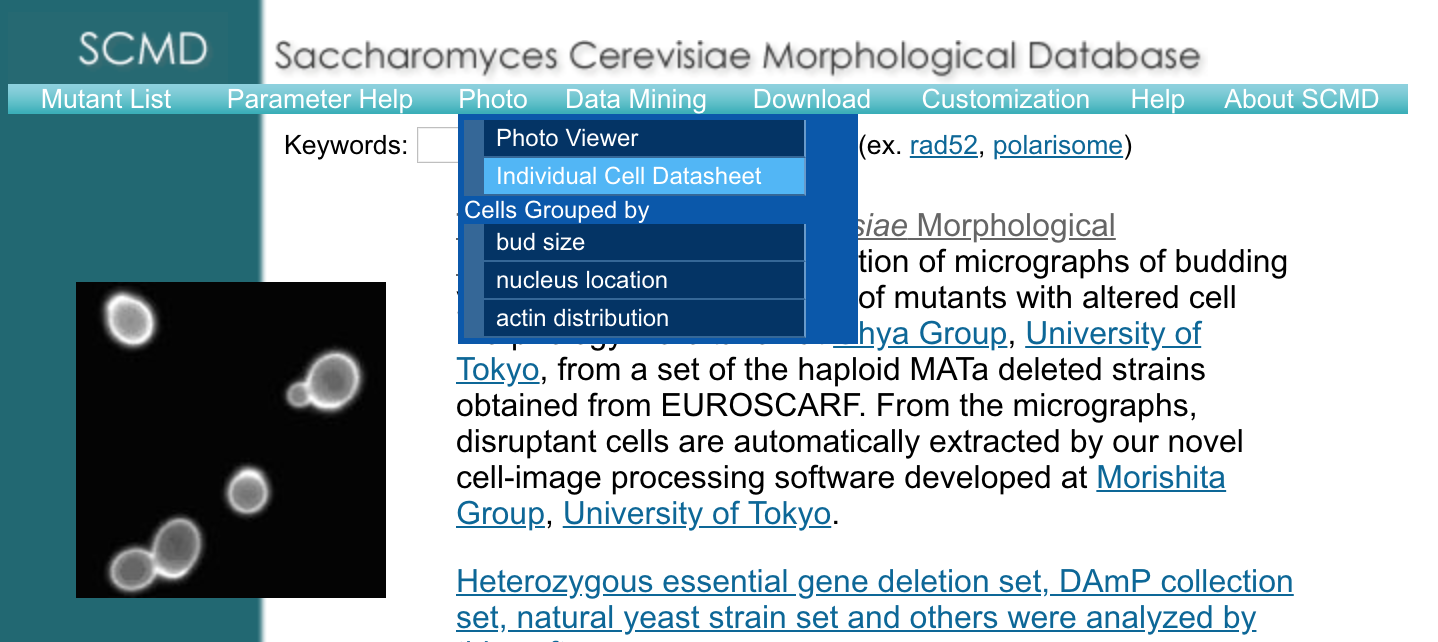 SCMD
Saccharomyces Cerevisiae Morphological Database
Mutant List Parameter Help Photo Data Mining Download Customization Help About SCMD
Keywords: (ex. rad52, polarisome)
Photo Viewer
Individual Cell Datasheet
Cells Grouped by
bud size
nucleus location
actin distribution
siae Morphological
tion of micrographs of budding
of mutants with altered cell
hya Group, University of
Tokyo, from a set of the haploid MATa deleted strains
obtained from EUROSCARF. From the micrographs,
disruptant cells are automatically extracted by our novel
cell-image processing software developed at Morishita
Group, University of Tokyo.
Heterozygous essential gene deletion set, DAmP collection
set, natural yeast strain set and others were analyzed by